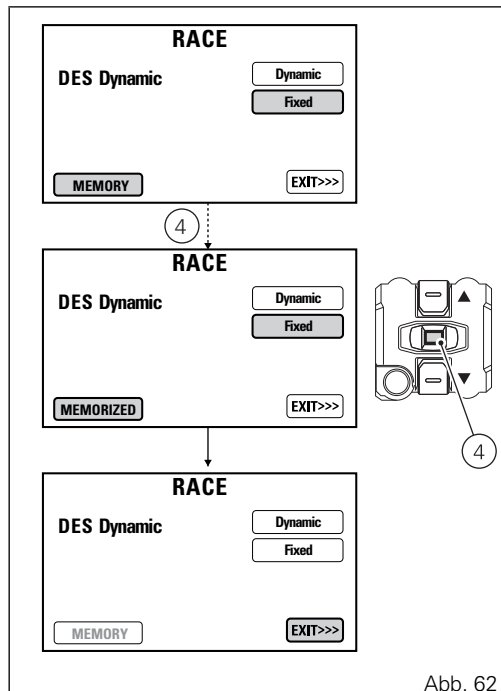 RACE
DES Dynamic
Dynamic
Fixed
MEMORY
EXIT>>>
4
RACE
DES Dynamic
Dynamic
Fixed
MEMORIZED
EXIT>>>
4
RACE
DES Dynamic
Dynamic
Fixed
MEMORY
EXIT>>>
Abb. 62